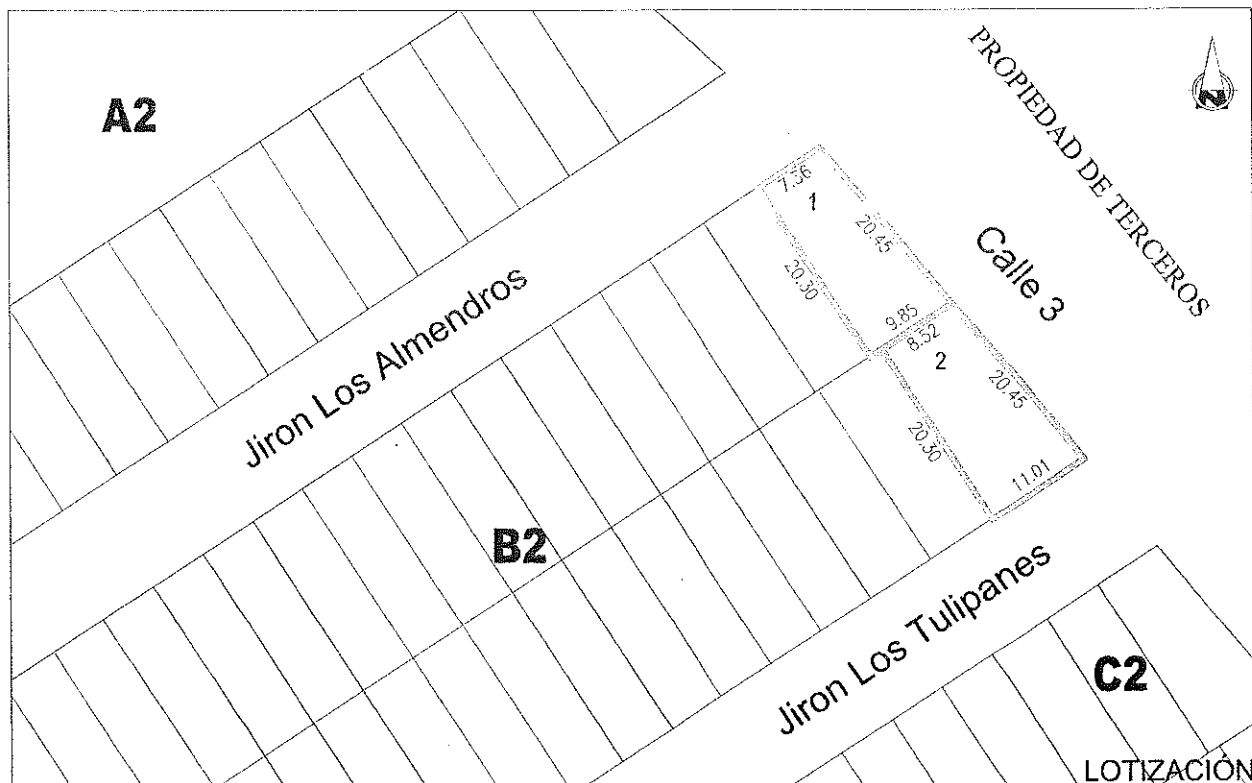 A2
PROPIEDAD DE TERCEROS
N
7.36
1
20.45
Calle 3
20.30
9.85
8.52
2
Jiron Los Almendros
20.45
20.30
11.01
B2
Jiron Los Tulipanes
C2
LOTIZACIÓN